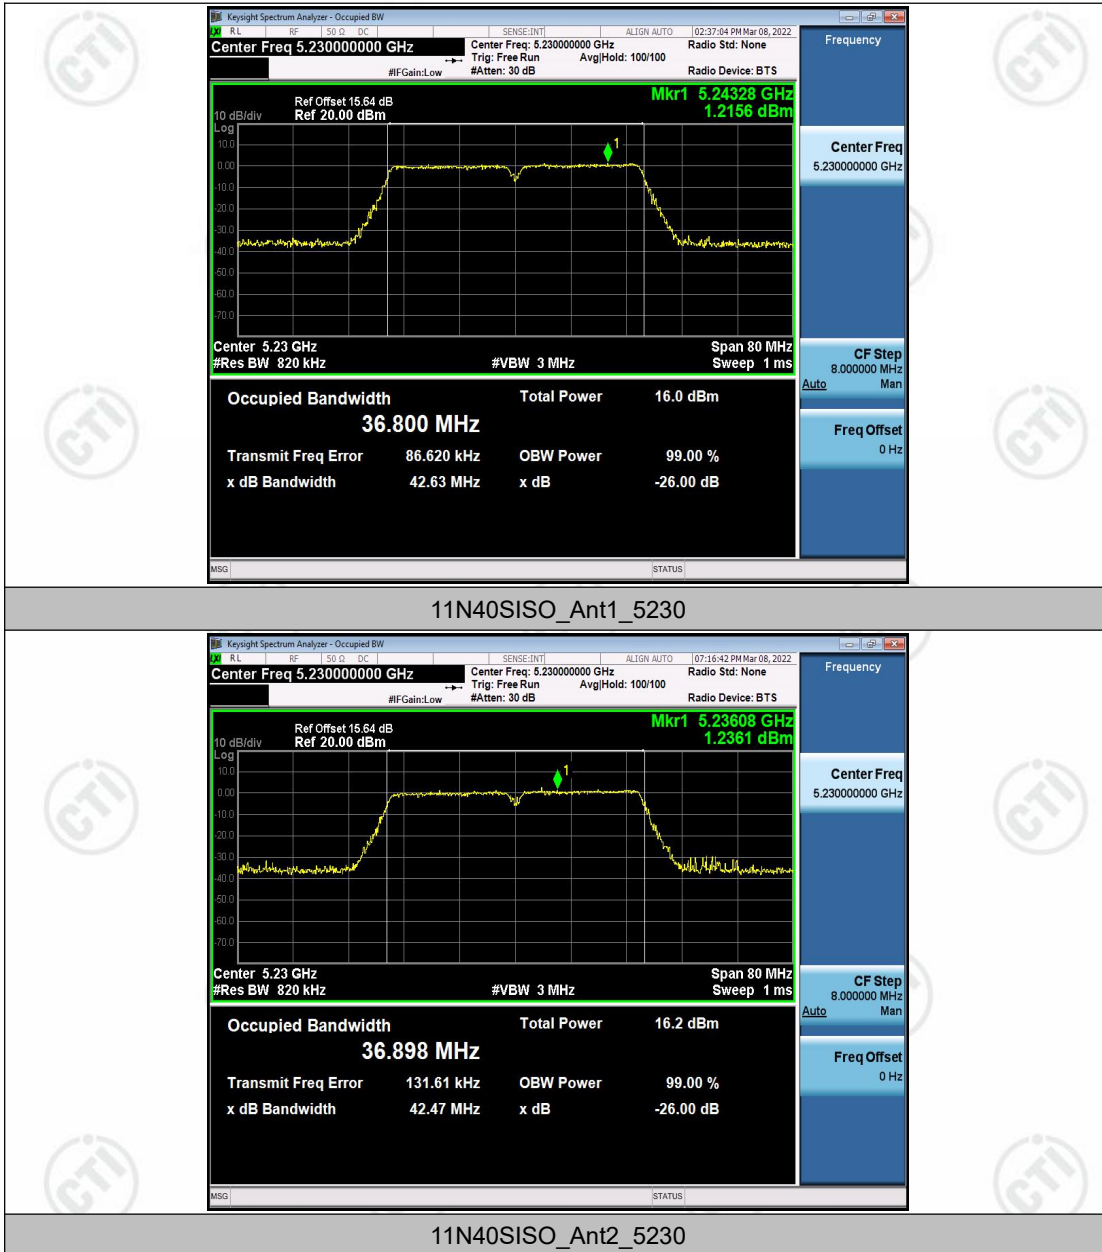 Keysight Spectrum Analyzer - Occupied BW
LXI RL RF 50 Ω DC SENSE:INT ALIGN AUTO 02:37:04 PM Mar 08, 2022
Center Freq 5.230000000 GHz
Center Freq: 5.230000000 GHz Radio Std: None
Trig: Free Run Avg|Hold: 100/100
#IFGain:Low #Atten: 30 dB Radio Device: BTS
Frequency
Mkr1 5.24328 GHz
1.2156 dBm
Ref Offset 15.64 dB
10 dB/div Ref 20.00 dBm
Log
10.0
0.00
-10.0
-20.0
-30.0
-40.0
-50.0
-60.0
-70.0
1
Center 5.23 GHz Span 80 MHz
#Res BW 820 kHz #VBW 3 MHz Sweep 1 ms
Center Freq
5.230000000 GHz
CF Step
8.000000 MHz
Auto Man
Freq Offset
0 Hz
Occupied Bandwidth Total Power 16.0 dBm
36.800 MHz
Transmit Freq Error 86.620 kHz OBW Power 99.00 %
x dB Bandwidth 42.63 MHz x dB -26.00 dB
MSG STATUS
11N40SISO_Ant1_5230
Keysight Spectrum Analyzer - Occupied BW
LXI RL RF 50 Ω DC SENSE:INT ALIGN AUTO 07:16:42 PM Mar 08, 2022
Center Freq 5.230000000 GHz
Center Freq: 5.230000000 GHz Radio Std: None
Trig: Free Run Avg|Hold: 100/100
#IFGain:Low #Atten: 30 dB Radio Device: BTS
Frequency
Mkr1 5.23608 GHz
1.2361 dBm
Ref Offset 15.64 dB
10 dB/div Ref 20.00 dBm
Log
10.0
0.00
-10.0
-20.0
-30.0
-40.0
-50.0
-60.0
-70.0
1
Center 5.23 GHz Span 80 MHz
#Res BW 820 kHz #VBW 3 MHz Sweep 1 ms
Center Freq
5.230000000 GHz
CF Step
8.000000 MHz
Auto Man
Freq Offset
0 Hz
Occupied Bandwidth Total Power 16.2 dBm
36.898 MHz
Transmit Freq Error 131.61 kHz OBW Power 99.00 %
x dB Bandwidth 42.47 MHz x dB -26.00 dB
MSG STATUS
11N40SISO_Ant2_5230
CTI
CTI
CTI
CTI
CTI
CTI
CTI
CTI